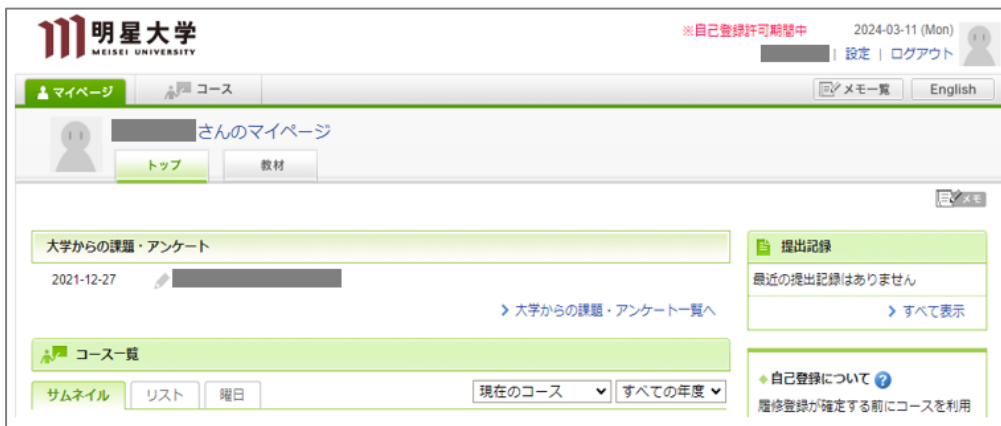 明星大学
MEISEI UNIVERSITY
※自己登録許可期間中
2024-03-11 (Mon)
| 設定 | ログアウト
マイページ
コース
メモ一覧
English
さんのマイページ
トップ
教材
メモ
大学からの課題・アンケート
2021-12-27
> 大学からの課題・アンケート一覧へ
提出記録
最近の提出記録はありません
> すべて表示
コース一覧
サムネイル
リスト
曜日
現在のコース
すべての年度
自己登録について ?
履修登録が確定する前にコースを利用